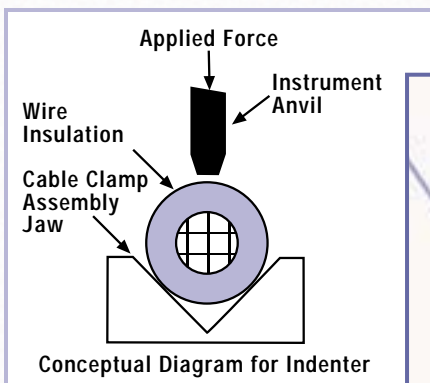 Applied Force
Instrument
Anvil
Wire
Insulation
Cable Clamp
Assembly
Jaw
Conceptual Diagram for Indenter